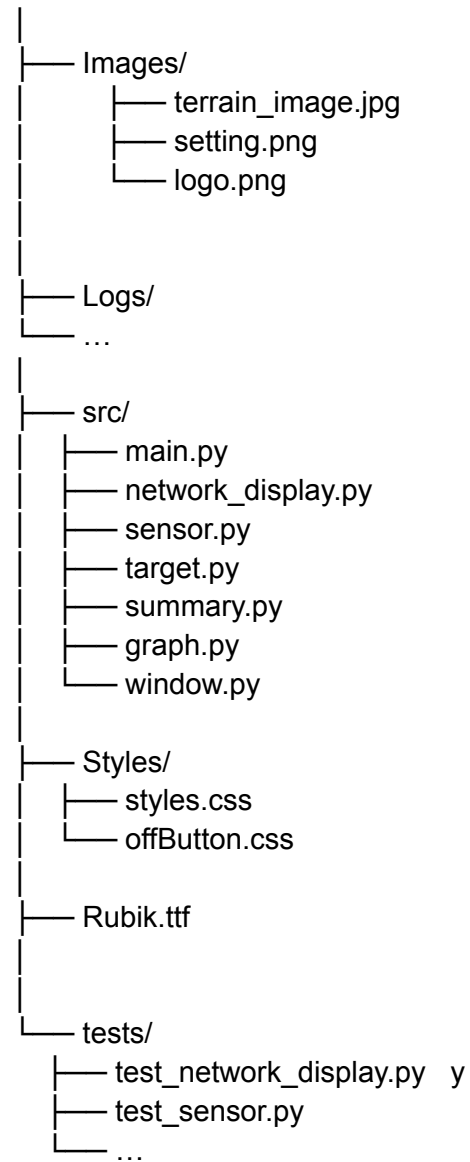 Images/
terrain_image.jpg
setting.png
logo.png
Logs/
…
src/
main.py
network_display.py
sensor.py
target.py
summary.py
graph.py
window.py
Styles/
styles.css
offButton.css
Rubik.ttf
tests/
test_network_display.py y
test_sensor.py
…